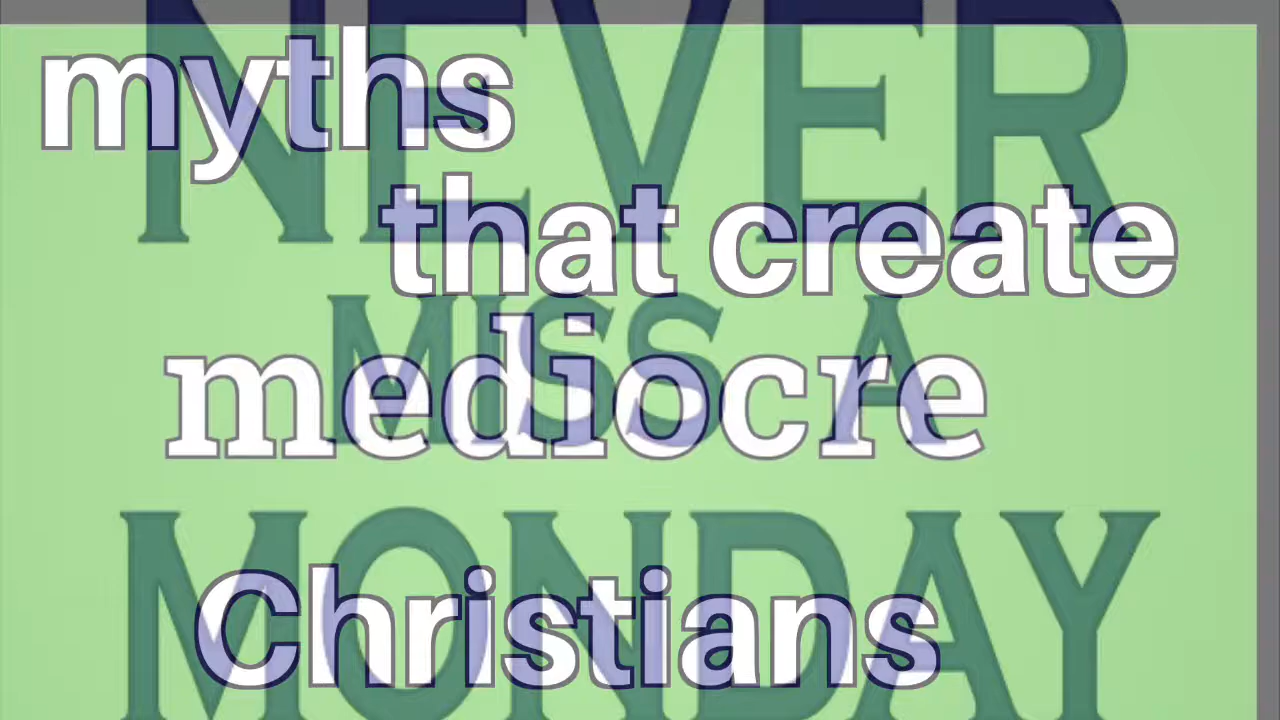 NEVER
myths
that create
MISS A
mediocre
MONDAY
Christians